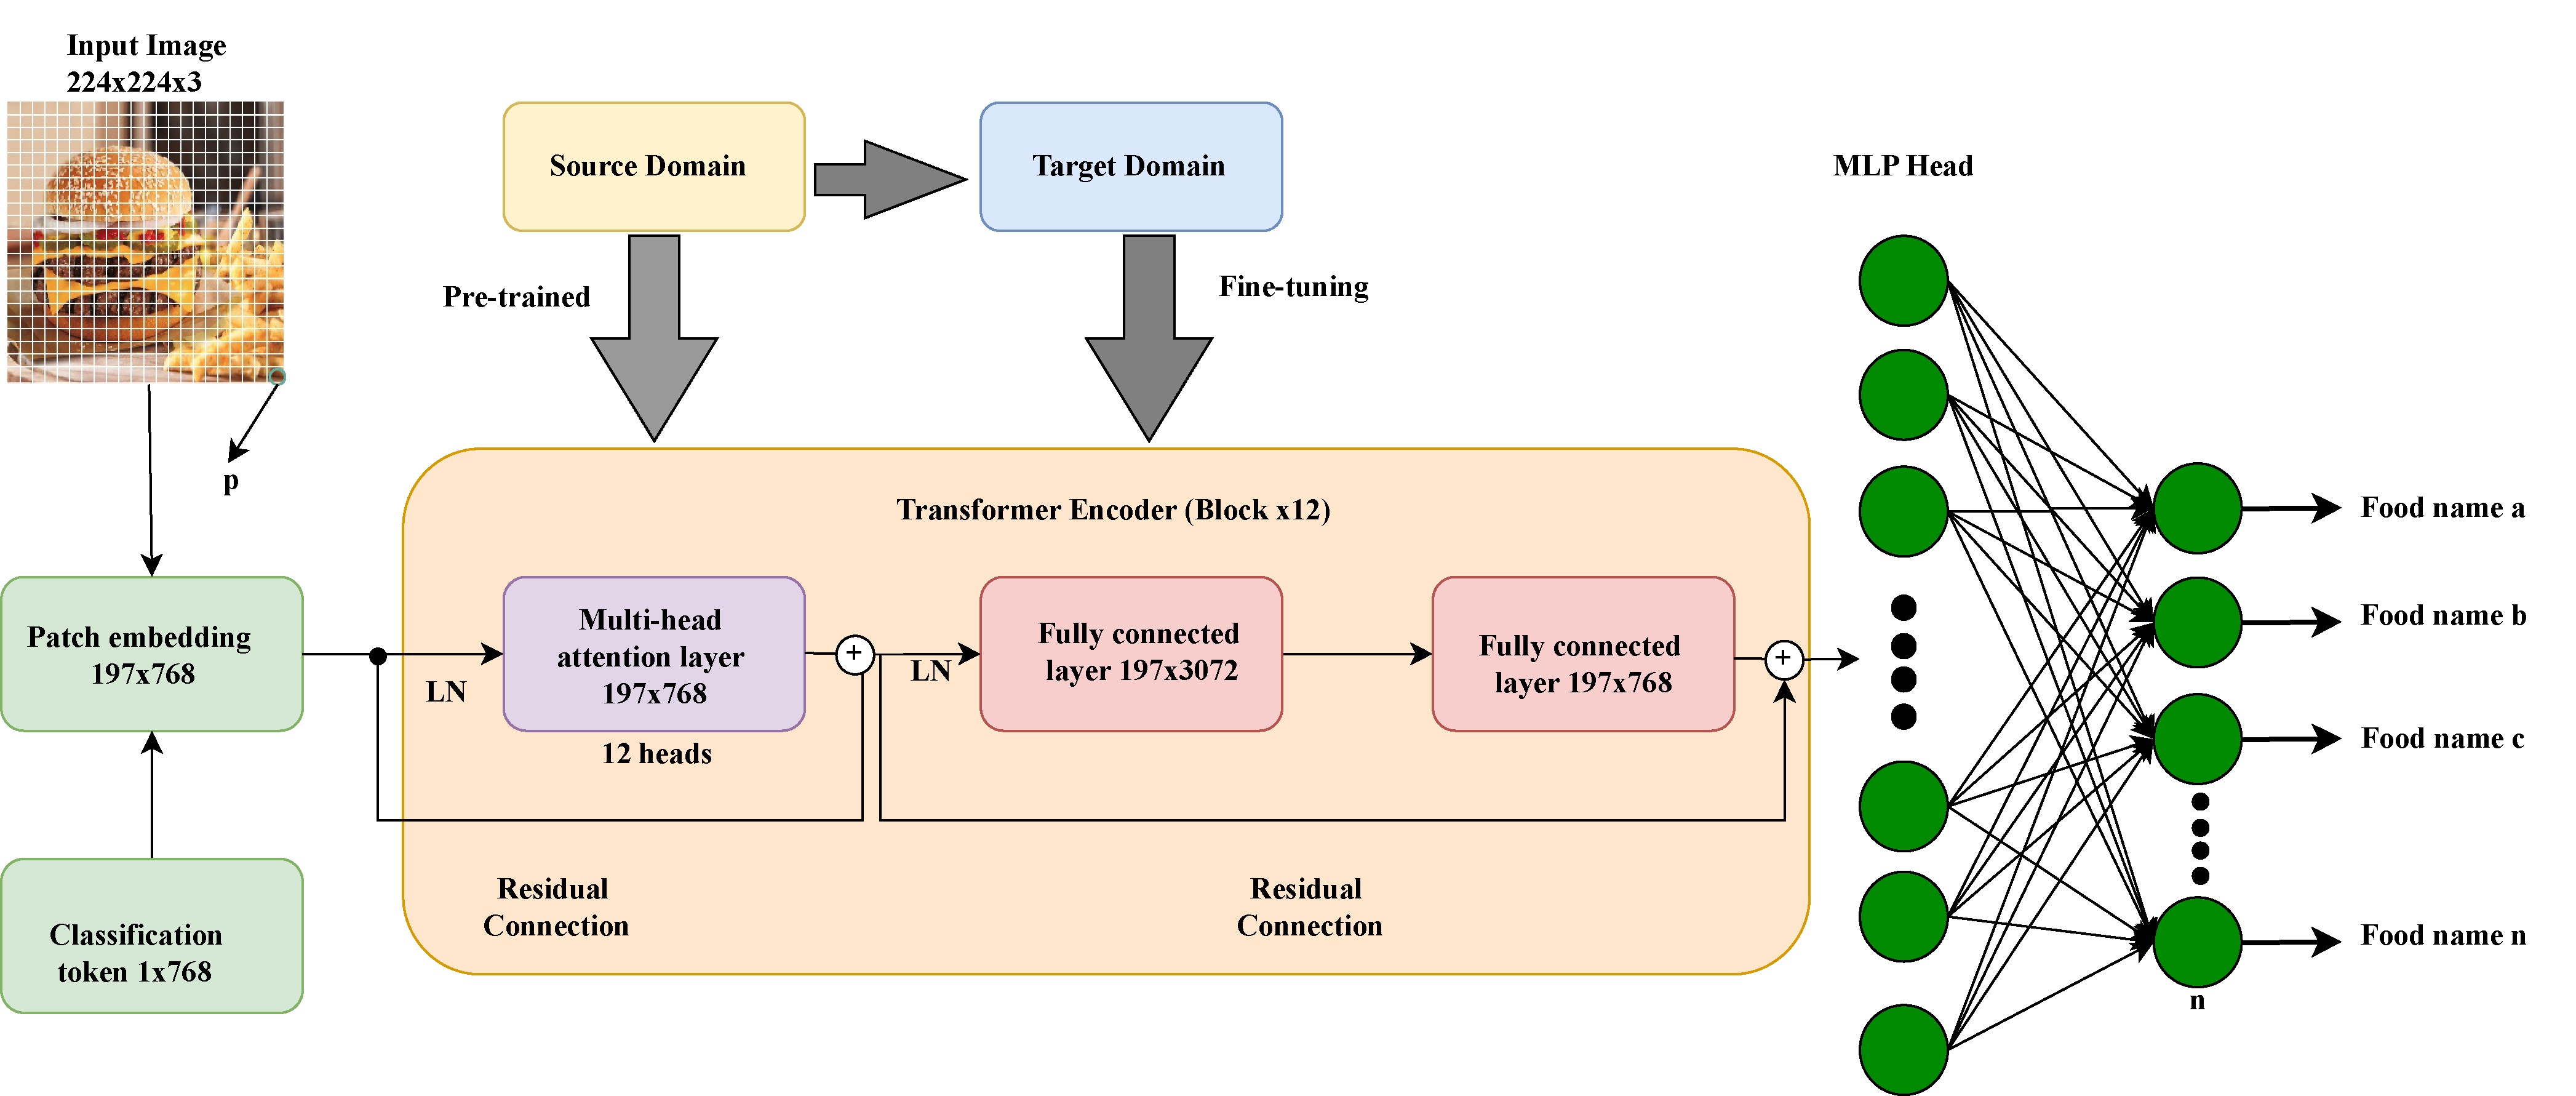 Input Image
224x224x3
p
Patch embedding
197x768
Classification
token 1x768
Source Domain
Target Domain
Pre-trained
Fine-tuning
Transformer Encoder (Block x12)
LN
Multi-head
attention layer
197x768
12 heads
+
LN
Fully connected
layer 197x3072
Fully connected
layer 197x768
+
Residual
Connection
Residual
Connection
MLP Head
Food name a
Food name b
Food name c
Food name n
n